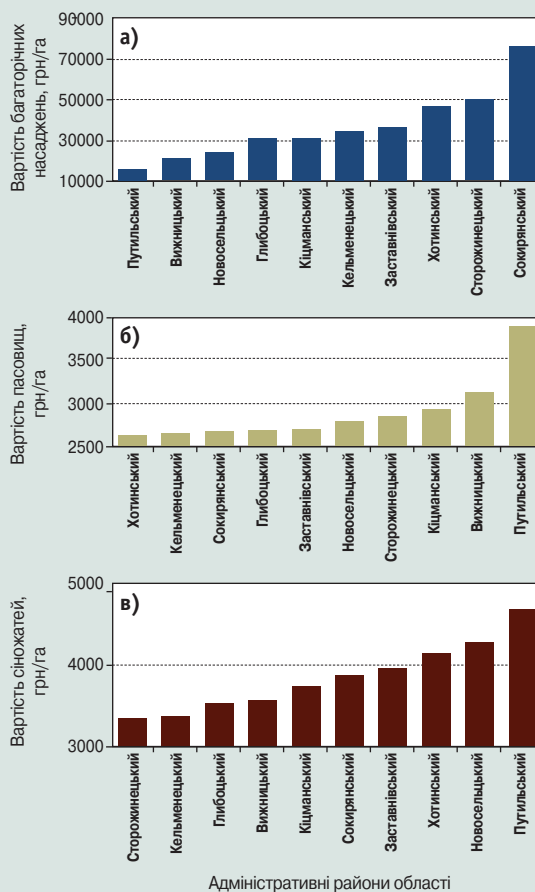 а)
Вартість багаторічних
насаджень, грн/га
90000
70000
50000
30000
10000
Путильський
Вижницький
Новосельцький
Глибоцький
Кіцманський
Кельменецький
Заставнівський
Хотинський
Сторожинецький
Сокирянський
б)
Вартість пасовищ,
грн/га
4000
3500
3000
2500
Хотинський
Кельменецький
Сокирянський
Глибоцький
Заставнівський
Новосельцький
Сторожинецький
Кіцманський
Вижницький
Путильський
в)
Вартість сіножатей,
грн/га
5000
4000
3000
Сторожинецький
Кельменецький
Глибоцький
Вижницький
Кіцманський
Сокирянський
Заставнівський
Хотинський
Новосельцький
Путильський
Адміністративні райони області